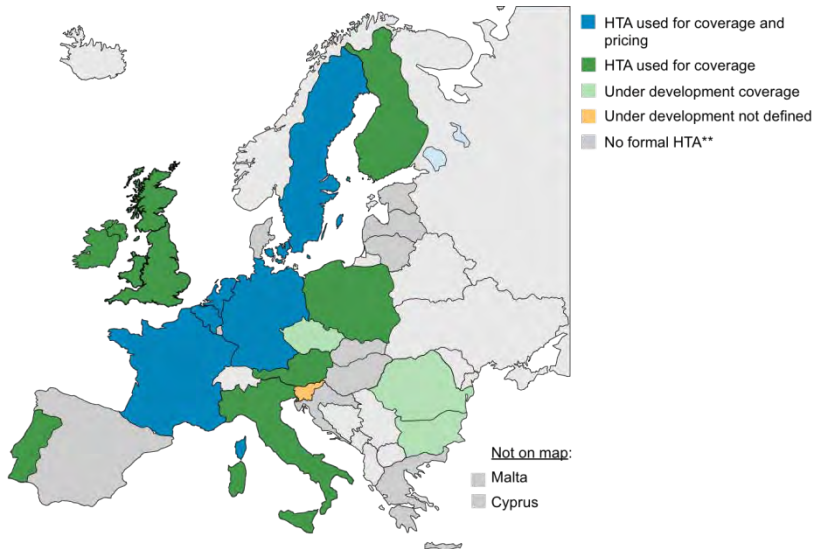 HTA used for coverage and
pricing
HTA used for coverage
Under development coverage
Under development not defined
No formal HTA**
Not on map:
Malta
Cyprus